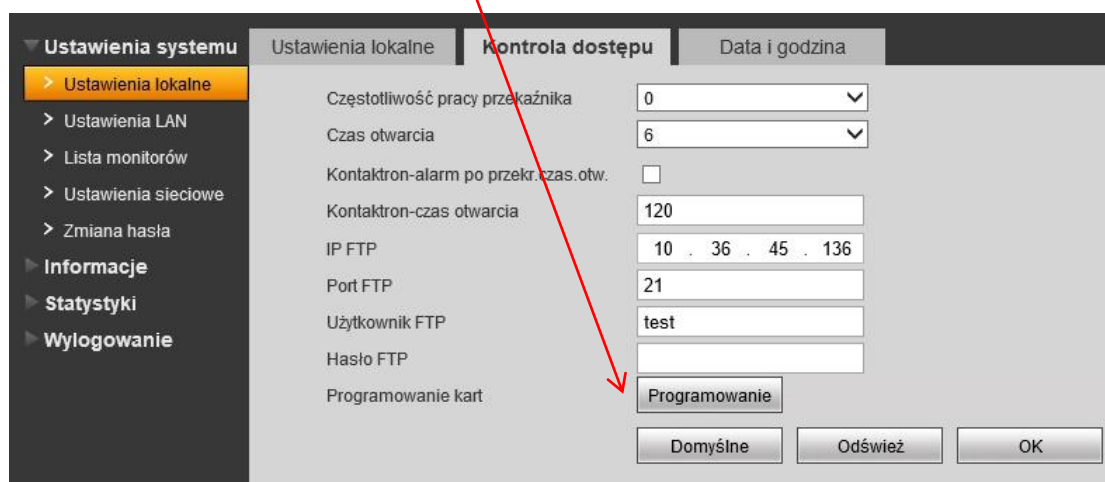 Ustawienia systemu
Ustawienia lokalne
Ustawienia LAN
Lista monitorów
Ustawienia sieciowe
Zmiana hasła
Informacje
Statystyki
Wylogowanie
Ustawienia lokalne Kontrola dostępu Data i godzina
Częstotliwość pracy przekaźnika 0
Czas otwarcia 6
Kontaktron-alarm po przekr.czas.otw.
Kontaktron-czas otwarcia 120
IP FTP 10 . 36 . 45 . 136
Port FTP 21
Użytkownik FTP test
Hasło FTP
Programowanie kart Programowanie
Domyślne Odśwież OK